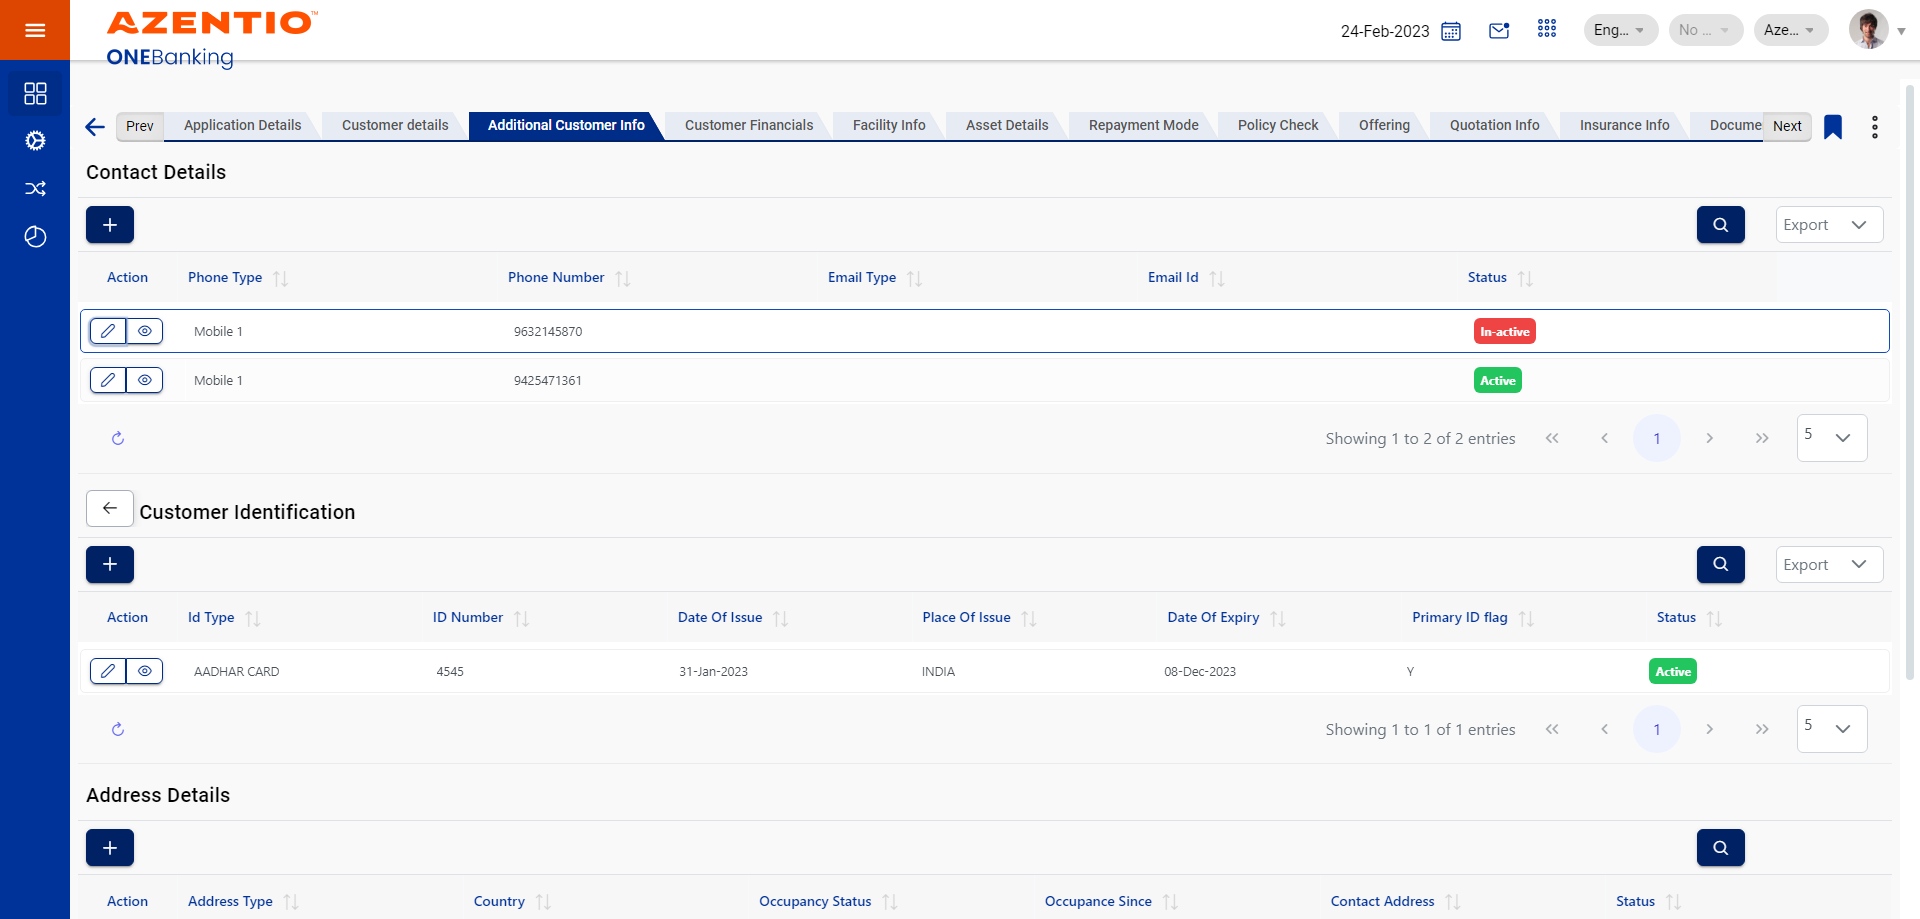 AZENTIO™
ONEBanking
24-Feb-2023
Eng...
No ...
Aze...
Prev
Application Details
Customer details
Additional Customer Info
Customer Financials
Facility Info
Asset Details
Repayment Mode
Policy Check
Offering
Quotation Info
Insurance Info
Docume
Next
Contact Details
Export
Action Phone Type Phone Number Email Type Email Id Status
Mobile 1 9632145870 In-active
Mobile 1 9425471361 Active
Showing 1 to 2 of 2 entries 1 5
Customer Identification
Export
Action Id Type ID Number Date Of Issue Place Of Issue Date Of Expiry Primary ID flag Status
AADHAR CARD 4545 31-Jan-2023 INDIA 08-Dec-2023 Y Active
Showing 1 to 1 of 1 entries 1 5
Address Details
Action Address Type Country Occupancy Status Occupance Since Contact Address Status